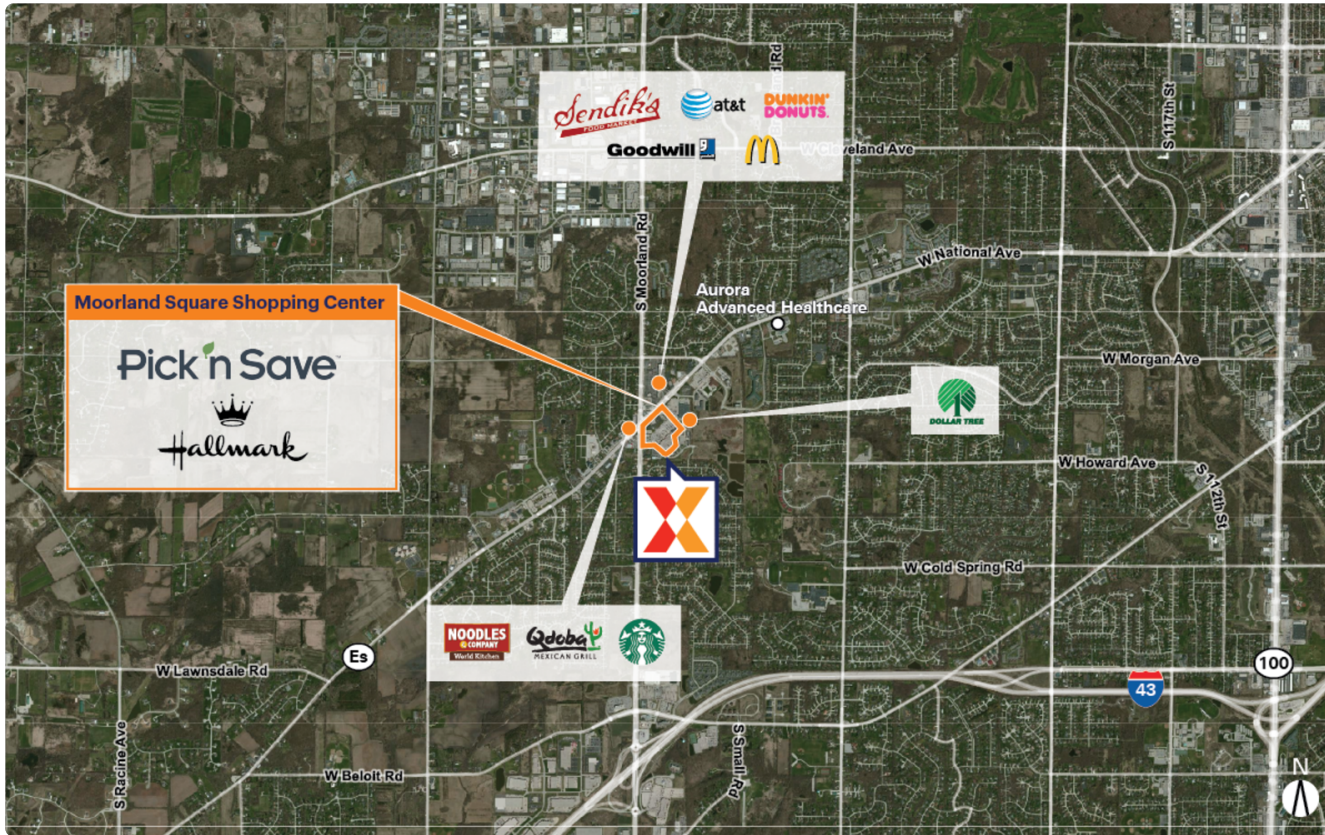 Sendik's
FOOD MARKET
at&t
DUNKIN'
DONUTS.
Goodwill
W Cleveland Ave
S 117th St
S Moorland Rd
W National Ave
Aurora
Advanced Healthcare
Moorland Square Shopping Center
Pick 'n Save
Hallmark
W Morgan Ave
DOLLAR TREE
W Howard Ave
S 112th St
W Cold Spring Rd
NOODLES
& COMPANY
World Kitchen
Qdoba
MEXICAN GRILL
Es
W Lawnsdale Rd
100
43
S Racine Ave
W Beloit Rd
S Small Rd
N